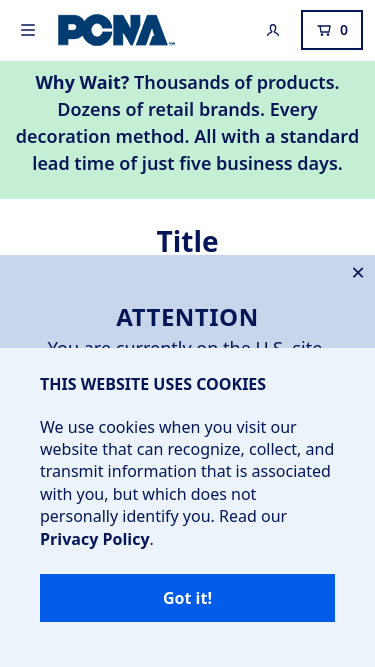 PCNA
0
Why Wait? Thousands of products.
Dozens of retail brands. Every
decoration method. All with a standard
lead time of just five business days.
Title
ATTENTION
You are currently on the U.S. site.
THIS WEBSITE USES COOKIES
We use cookies when you visit our
website that can recognize, collect, and
transmit information that is associated
with you, but which does not
personally identify you. Read our
Privacy Policy.
Got it!